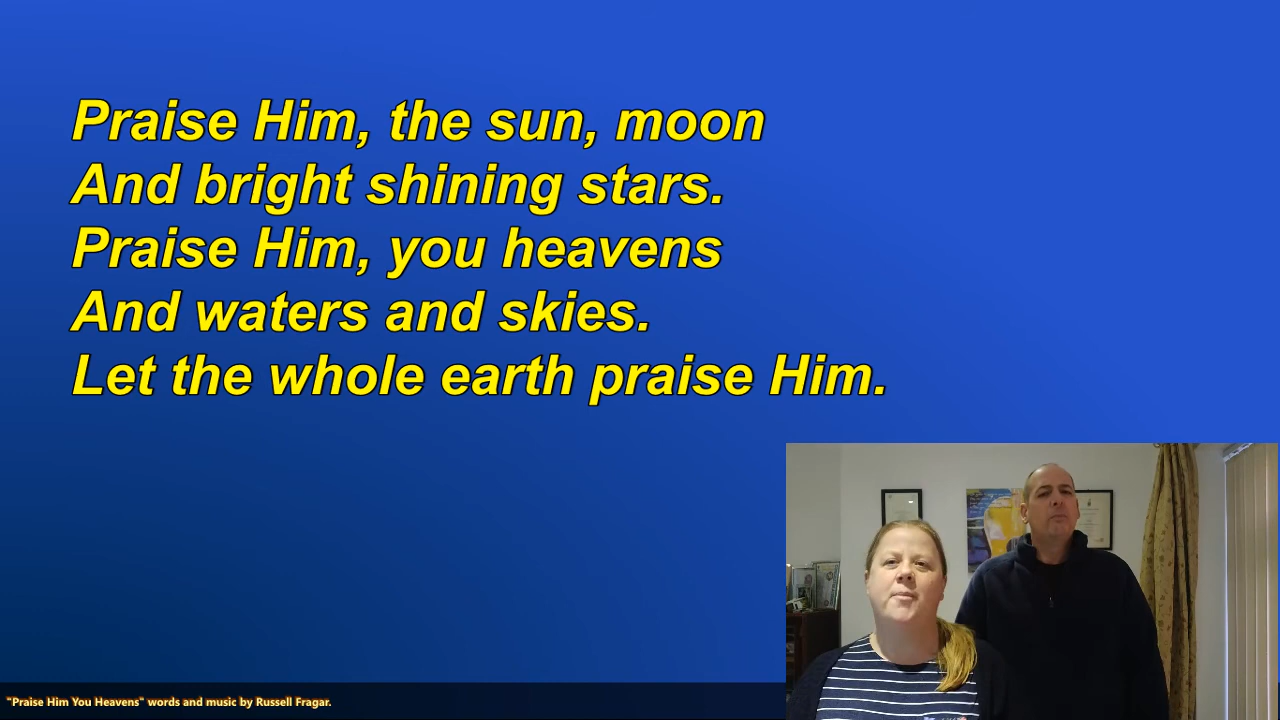 Praise Him, the sun, moon
And bright shining stars.
Praise Him, you heavens
And waters and skies.
Let the whole earth praise Him.
"Praise Him You Heavens" words and music by Russell Fragar.